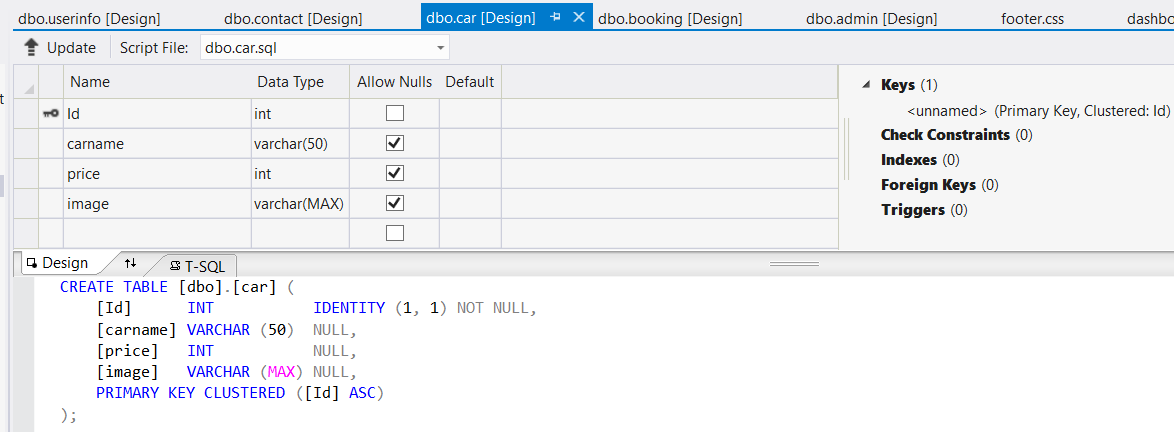 dbo.userinfo [Design] dbo.contact [Design] dbo.car [Design] dbo.booking [Design] dbo.admin [Design] footer.css dashbo
Update Script File: dbo.car.sql
Name Data Type Allow Nulls Default
Id int
carname varchar(50)
price int
image varchar(MAX)
Keys (1)
<unnamed> (Primary Key, Clustered: Id)
Check Constraints (0)
Indexes (0)
Foreign Keys (0)
Triggers (0)
Design T-SQL
CREATE TABLE [dbo].[car] (
[Id] INT IDENTITY (1, 1) NOT NULL,
[carname] VARCHAR (50) NULL,
[price] INT NULL,
[image] VARCHAR (MAX) NULL,
PRIMARY KEY CLUSTERED ([Id] ASC)
);